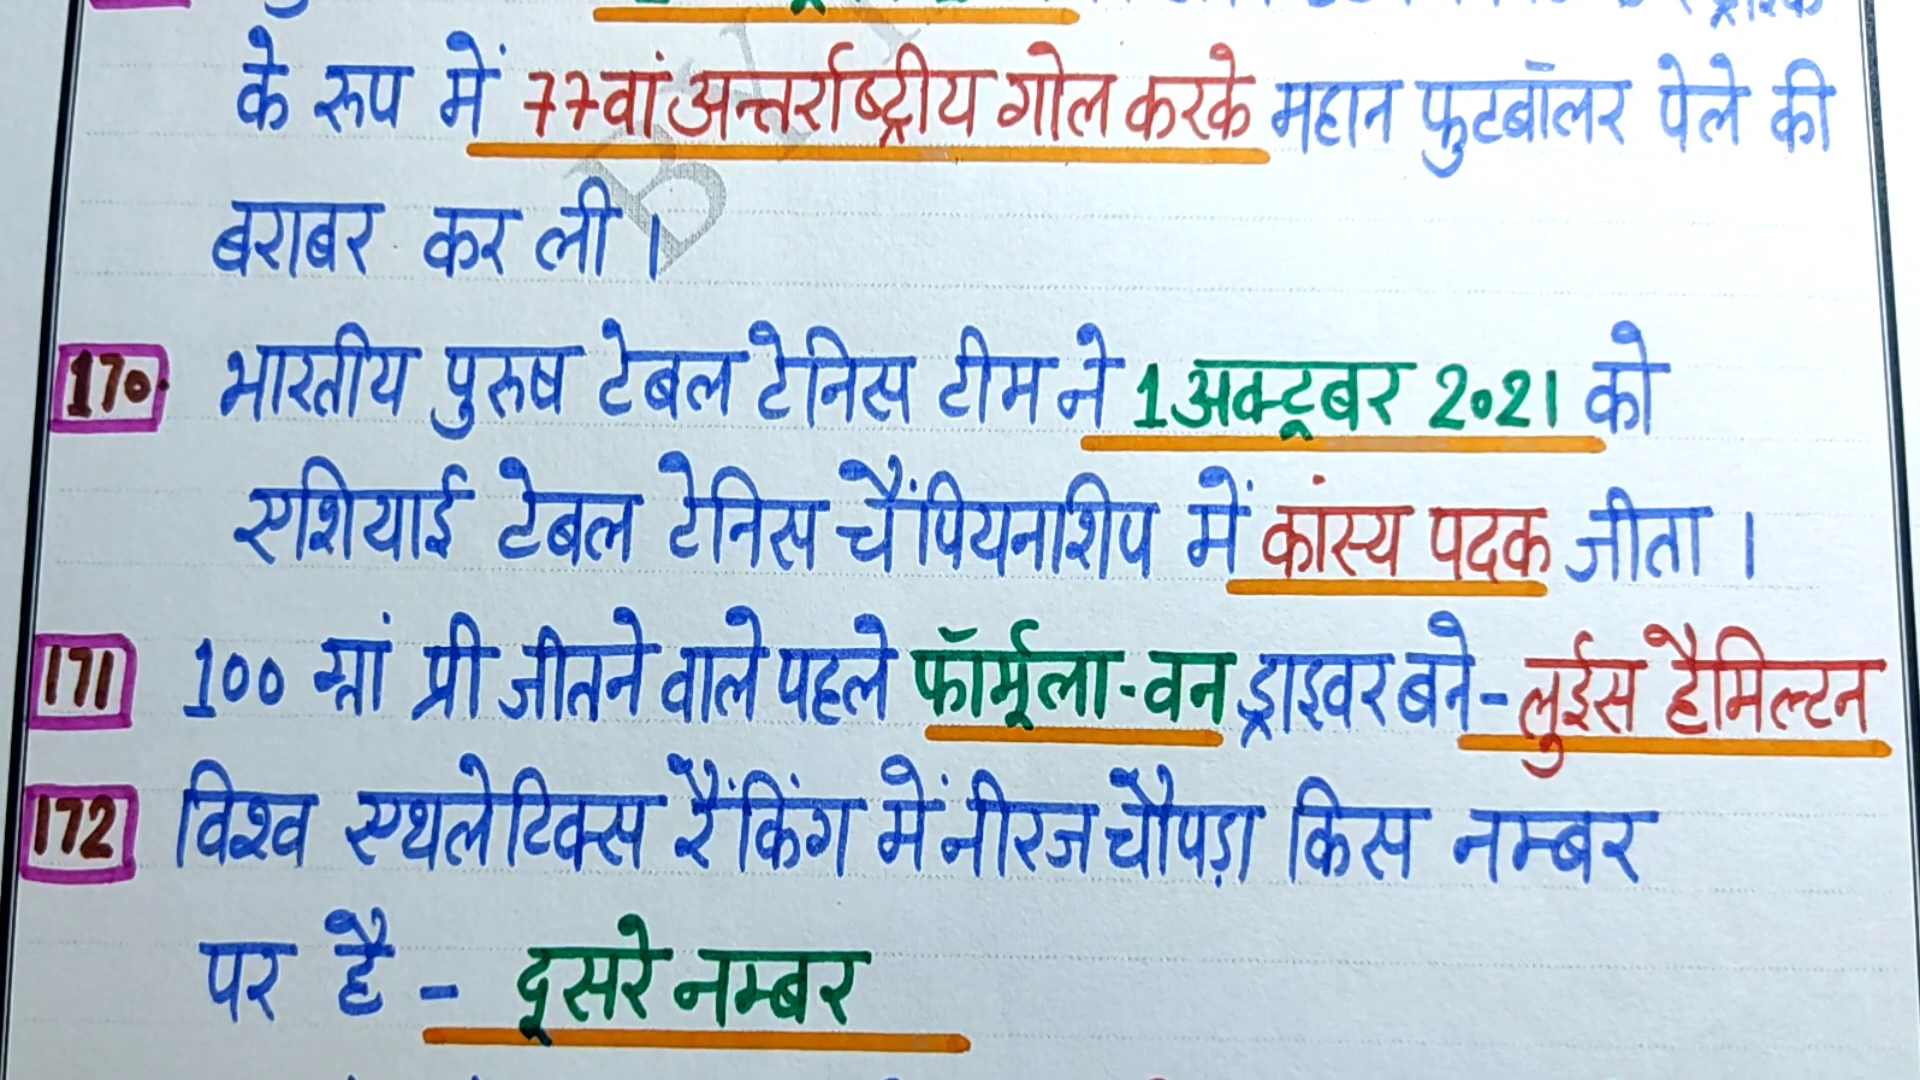 के रूप में 77वां अन्तर्राष्ट्रीय गोल करके महान फुटबॉलर पेले की
बराबर कर ली।
170. भारतीय पुरुष टेबल टेनिस टीम ने 1 अक्टूबर 2021 को
एशियाई टेबल टेनिस चैंपियनशिप में कांस्य पदक जीता।
171 100 ग्रां प्री जीतने वाले पहले फॉर्मूला-वन ड्राइवर बने - लुईस हैमिल्टन
172 विश्व एथलेटिक्स रैंकिंग में नीरज चौपड़ा किस नम्बर
पर है - दूसरे नम्बर